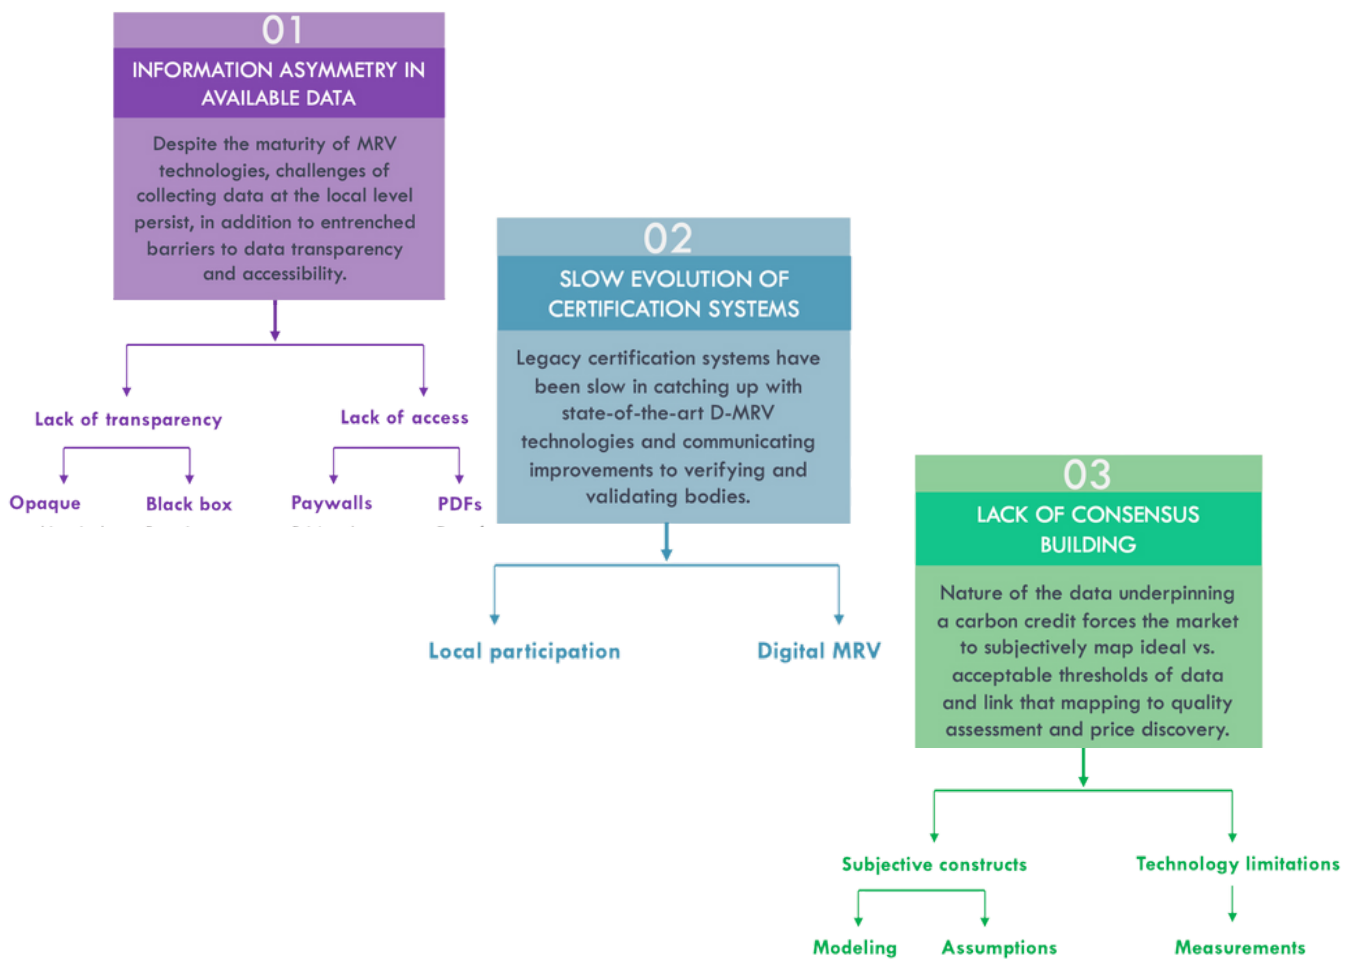 01
INFORMATION ASYMMETRY IN
AVAILABLE DATA
Despite the maturity of MRV
technologies, challenges of
collecting data at the local level
persist, in addition to entrenched
barriers to data transparency
and accessibility.
Lack of transparency
Lack of access
Opaque
Black box
Paywalls
PDFs
02
SLOW EVOLUTION OF
CERTIFICATION SYSTEMS
Legacy certification systems have
been slow in catching up with
state-of-the-art D-MRV
technologies and communicating
improvements to verifying and
validating bodies.
Local participation
Digital MRV
03
LACK OF CONSENSUS
BUILDING
Nature of the data underpinning
a carbon credit forces the market
to subjectively map ideal vs.
acceptable thresholds of data
and link that mapping to quality
assessment and price discovery.
Subjective constructs
Technology limitations
Modeling
Assumptions
Measurements